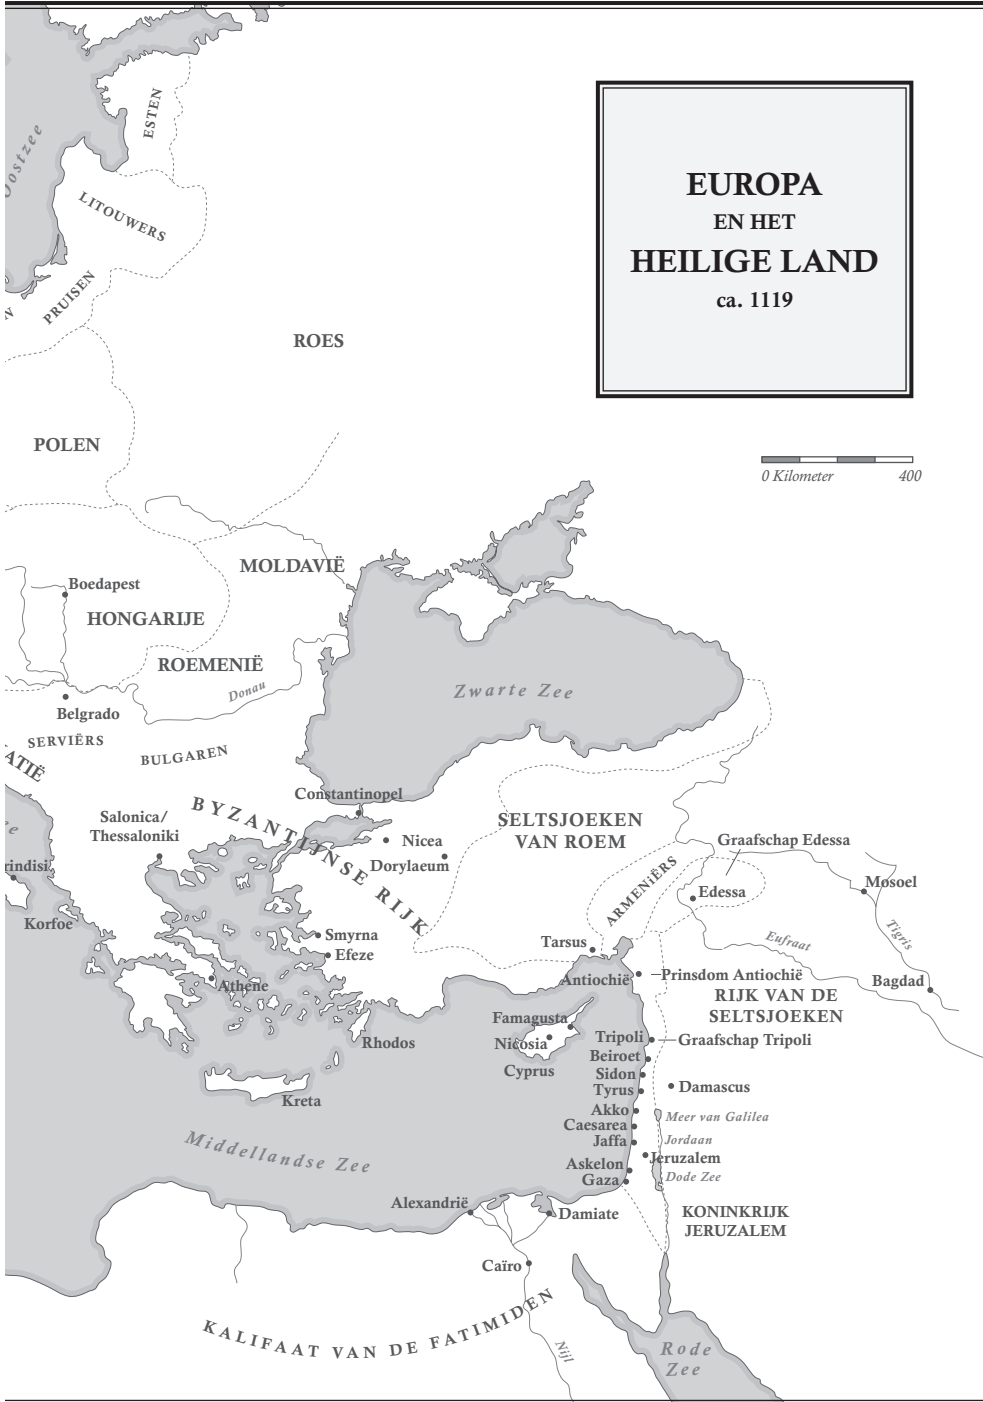 EUROPA
EN HET
HEILIGE LAND
ca. 1119
0 Kilometer 400
Oostzee
ESTEN
LITOUWERS
PRUISEN
N
ROES
POLEN
MOLDAVIË
Boedapest
HONGARIJE
ROEMENIË
Donau
Zwarte Zee
Belgrado
SERVIËRS
BULGAREN
ATIË
Constantinopel
BYZANTIJNSE RIJK
Salonica/
Thessaloniki
Nicea
Dorylaeum
SELTSJOEKEN
VAN ROEM
Graafschap Edessa
ARMENIËRS
Edessa
Mosoel
Tigris
Eufraat
Bagdad
ee
rindisi
Korfoe
Smyrna
Efeze
Athene
Tarsus
Antiochië
Prinsdom Antiochië
RIJK VAN DE
SELTSJOEKEN
Famagusta
Nicosia
Cyprus
Rhodos
Kreta
Tripoli
Graafschap Tripoli
Beiroet
Sidon
Tyrus
Damascus
Akko
Meer van Galilea
Caesarea
Jaffa
Jordaan
Jeruzalem
Askelon
Dode Zee
Gaza
Middellandse Zee
Alexandrië
Damiate
KONINKRIJK
JERUZALEM
Caïro
KALIFAAT VAN DE FATIMIDEN
Nijl
Rode
Zee